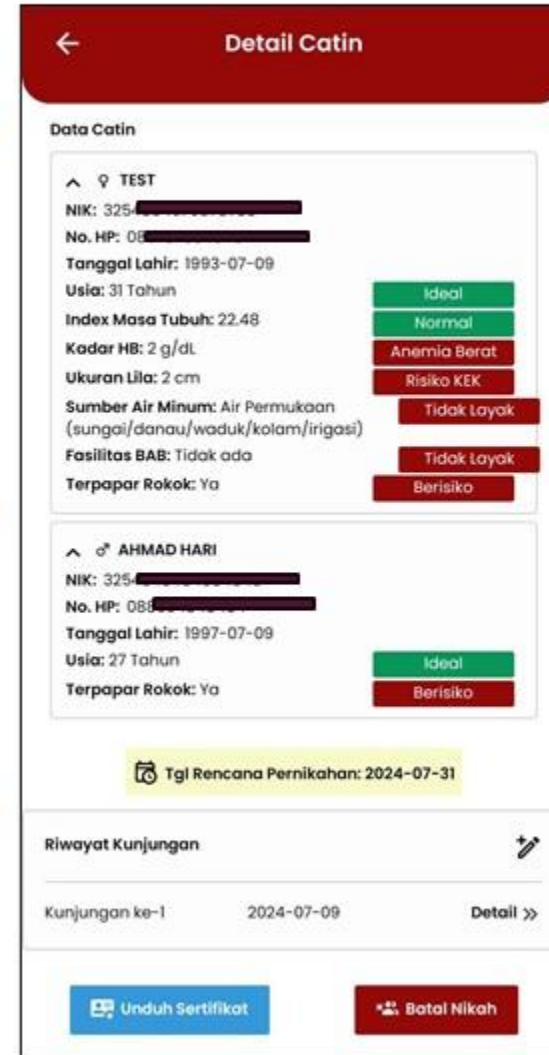 Detail Catin
Data Catin
TEST
NIK: 325
No. HP: 08
Tanggal Lahir: 1993-07-09
Usia: 31 Tahun Ideal
Index Masa Tubuh: 22.48 Normal
Kadar HB: 2 g/dL Anemia Berat
Ukuran Lila: 2 cm Risiko KEK
Sumber Air Minum: Air Permukaan Tidak Layak
(sungai/danau/waduk/kolam/irigasi)
Fasilitas BAB: Tidak ada Tidak Layak
Terpapar Rokok: Ya Berisiko
AHMAD HARI
NIK: 325
No. HP: 088
Tanggal Lahir: 1997-07-09
Usia: 27 Tahun Ideal
Terpapar Rokok: Ya Berisiko
Tgl Rencana Pernikahan: 2024-07-31
Riwayat Kunjungan
Kunjungan ke-1 2024-07-09 Detail »
Unduh Sertifikat Batal Nikah